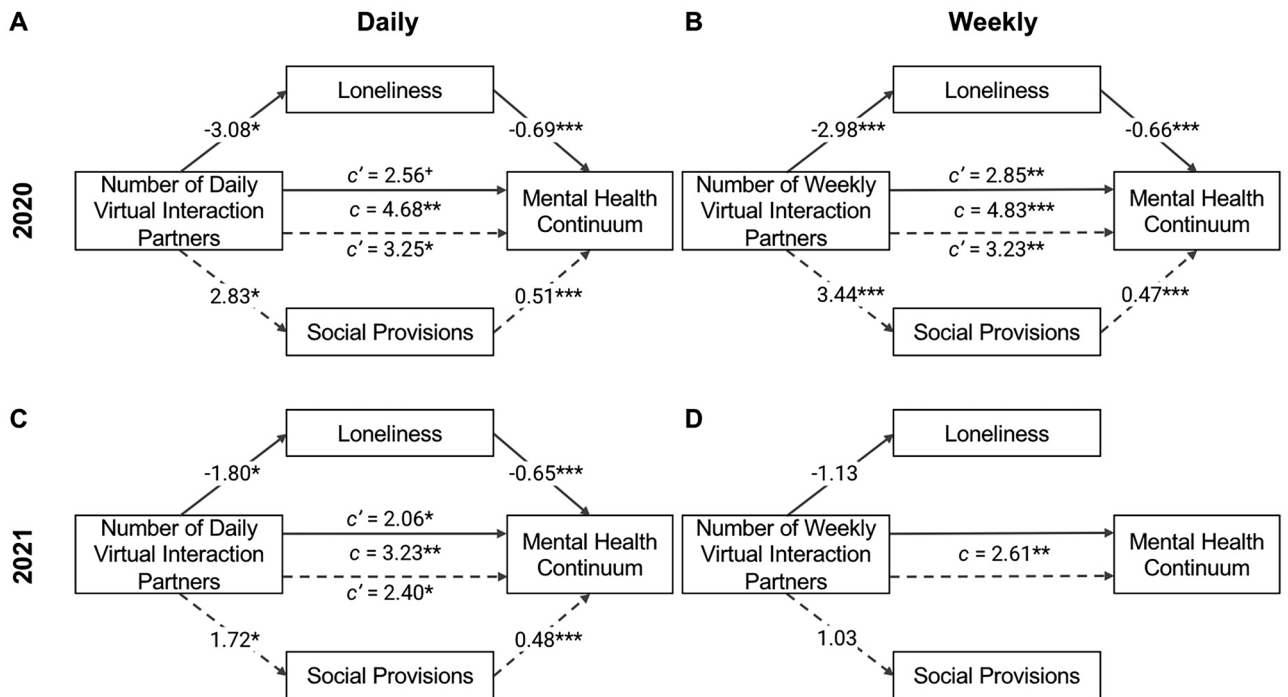 A
Daily
B
Weekly
2020
Loneliness
-3.08*
-0.69***
Number of Daily
Virtual Interaction
Partners
c' = 2.56+
c = 4.68**
c' = 3.25*
Mental Health
Continuum
2.83*
0.51***
Social Provisions
Loneliness
-2.98***
-0.66***
Number of Weekly
Virtual Interaction
Partners
c' = 2.85**
c = 4.83***
c' = 3.23**
Mental Health
Continuum
3.44***
0.47***
Social Provisions
C
D
2021
Loneliness
-1.80*
-0.65***
Number of Daily
Virtual Interaction
Partners
c' = 2.06*
c = 3.23**
c' = 2.40*
Mental Health
Continuum
1.72*
0.48***
Social Provisions
Loneliness
-1.13
Number of Weekly
Virtual Interaction
Partners
c = 2.61**
Mental Health
Continuum
1.03
Social Provisions